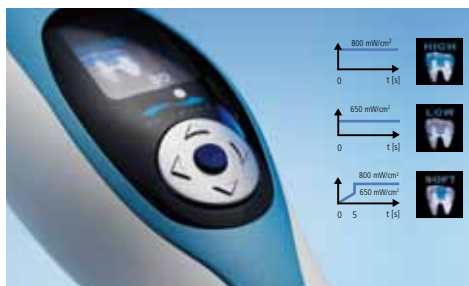 800 mW/cm²
0 t [s]
HIGH
650 mW/cm²
0 t [s]
LOW
800 mW/cm²
650 mW/cm²
0 5 t [s]
SOFT